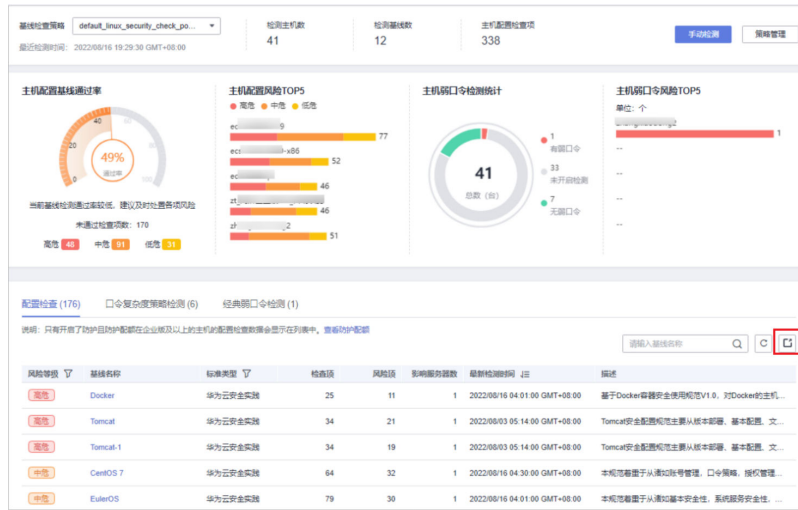 基线检查策略 default_linux_security_check_po...
最近检测时间： 2022/08/16 19:29:30 GMT+08:00
检测主机数
41
检测基线数
12
主机配置检查项
338
手动检测
策略管理
主机配置基线通过率
0
20
40
49%
通过率
当前基线检测通过率较低，建议及时处置各项风险
未通过检查项数：170
高危 48 中危 91 低危 31
主机配置风险TOP5
高危 中危 低危
77
-x86
52
46
46
51
主机弱口令检测统计
41
总数（台）
1
有弱口令
33
未开启检测
7
无弱口令
主机弱口令风险TOP5
单位：个
1
--
--
--
--
配置检查 (176) 口令复杂度策略检测 (6) 经典弱口令检测 (1)
说明：只有开启了防护且防护配额在企业版及以上的主机的配置检查数据会显示在列表中。查看防护配额
请输入基线名称
风险等级 基线名称 标准类型 检查项 风险项 影响服务器数 最新检测时间 描述
高危 Docker 华为云安全实践 25 11 1 2022/08/16 04:01:00 GMT+08:00 基于Docker容器安全使用规范V1.0，对Docker的主机...
高危 Tomcat 华为云安全实践 34 21 1 2022/08/03 05:14:00 GMT+08:00 Tomcat安全配置规范主要从版本部署、基本配置、文...
高危 Tomcat-1 华为云安全实践 34 19 1 2022/08/03 05:14:00 GMT+08:00 Tomcat安全配置规范主要从版本部署、基本配置、文...
中危 CentOS 7 华为云安全实践 64 32 1 2022/08/16 04:30:00 GMT+08:00 本规范着重于从通知账号管理、口令策略、授权管理...
中危 EulerOS 华为云安全实践 79 30 1 2022/08/16 04:01:00 GMT+08:00 本规范着重于从通知基本安全性、系统服务安全性、...